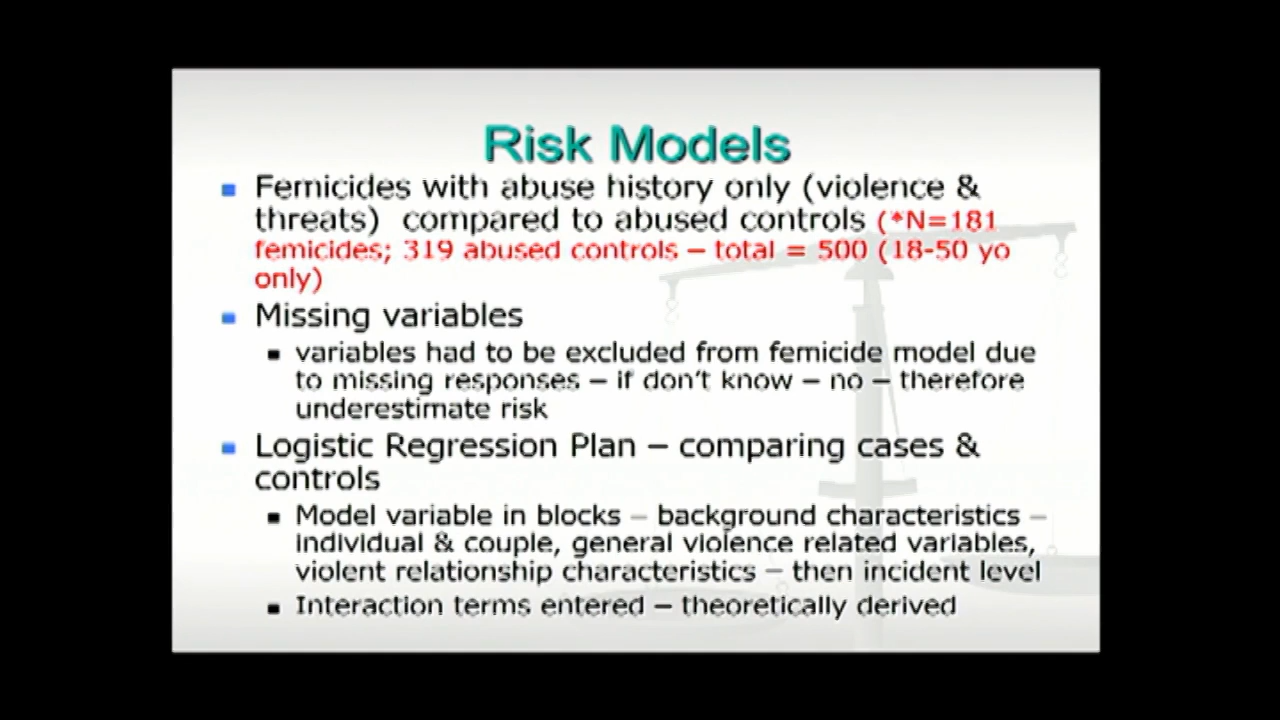 Risk Models
Femicides with abuse history only (violence &
threats) compared to abused controls (*N=181
femicides; 319 abused controls – total = 500 (18-50 yo
only)
Missing variables
variables had to be excluded from femicide model due
to missing responses – if don't know – no – therefore
underestimate risk
Logistic Regression Plan – comparing cases &
controls
Model variable in blocks – background characteristics –
individual & couple, general violence related variables,
violent relationship characteristics – then incident level
Interaction terms entered – theoretically derived